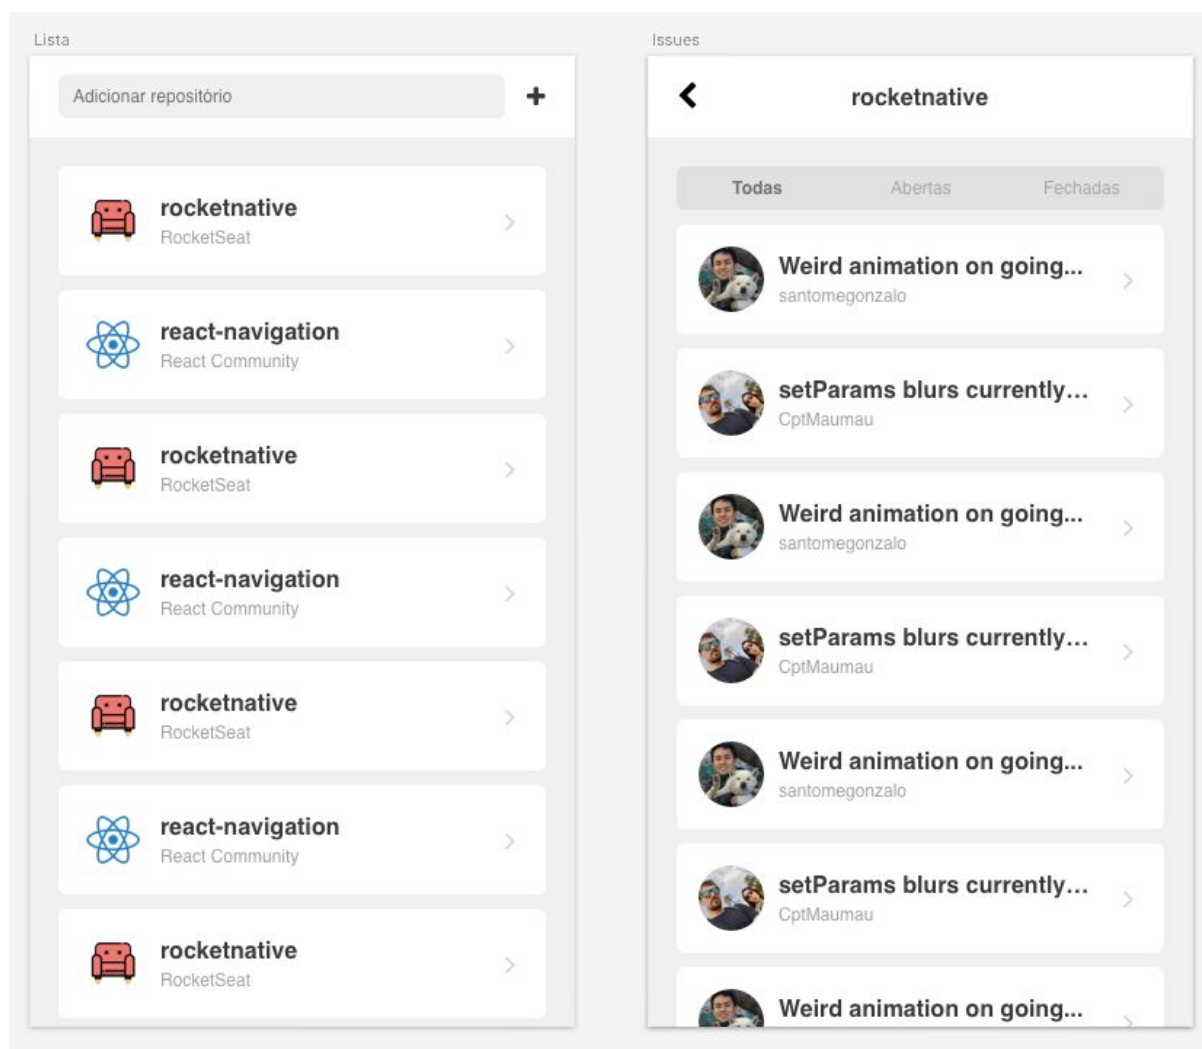 Lista
Adicionar repositório
rocketnative
RocketSeat
react-navigation
React Community
rocketnative
RocketSeat
react-navigation
React Community
rocketnative
RocketSeat
react-navigation
React Community
rocketnative
RocketSeat
Issues
rocketnative
Todas Abertas Fechadas
Weird animation on going...
santomegonzalo
setParams blurs currently...
CptMaumau
Weird animation on going...
santomegonzalo
setParams blurs currently...
CptMaumau
Weird animation on going...
santomegonzalo
setParams blurs currently...
CptMaumau
Weird animation on going...